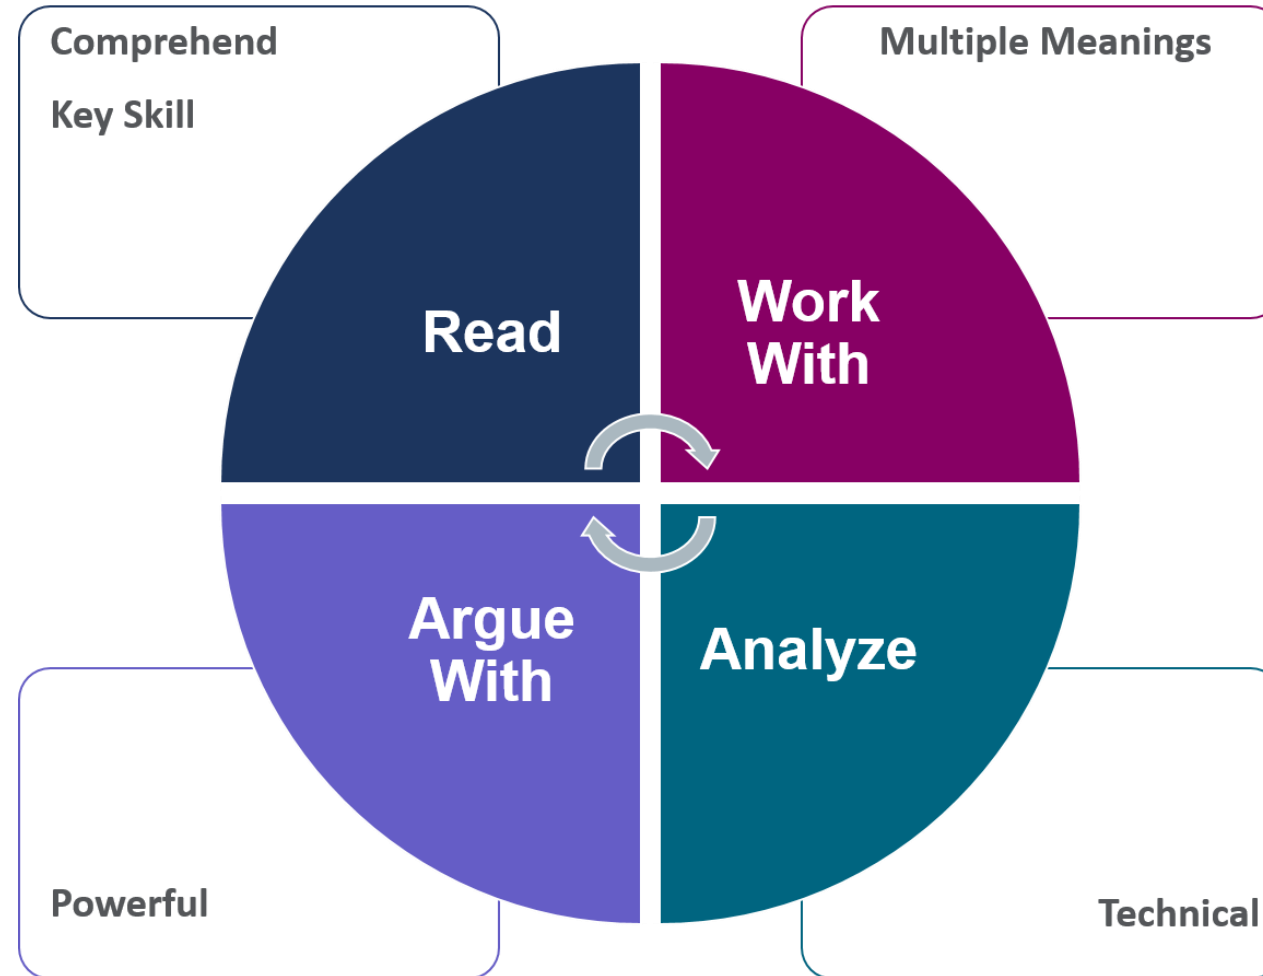 Comprehend
Key Skill
Multiple Meanings
Read
Work
With
Argue
With
Analyze
Powerful
Technical